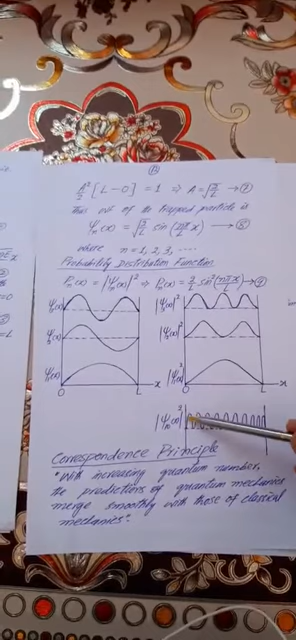 (13)
A²/2 [L-0] = 1 ⇒ A = √2/L → (7)
Thus wf of the trapped particle is
ψₙ(x) = √2/L sin (nπ/L x) → (8)
where n = 1, 2, 3, ----
Probability Distribution Function
Pₙ(x) = |ψₙ(x)|² ⇒ Pₙ(x) = 2/L sin²(nπx/L) → (9)
ψ₃(x) |ψ₃(x)|²
ψ₂(x) |ψ₂(x)|²
ψ₁(x) |ψ₁(x)|²
O L x O L x
|ψₙ(x)|²
Correspondence Principle
"With increasing quantum number,
the predictions of quantum mechanics
merge smoothly with those of classical
mechanics".